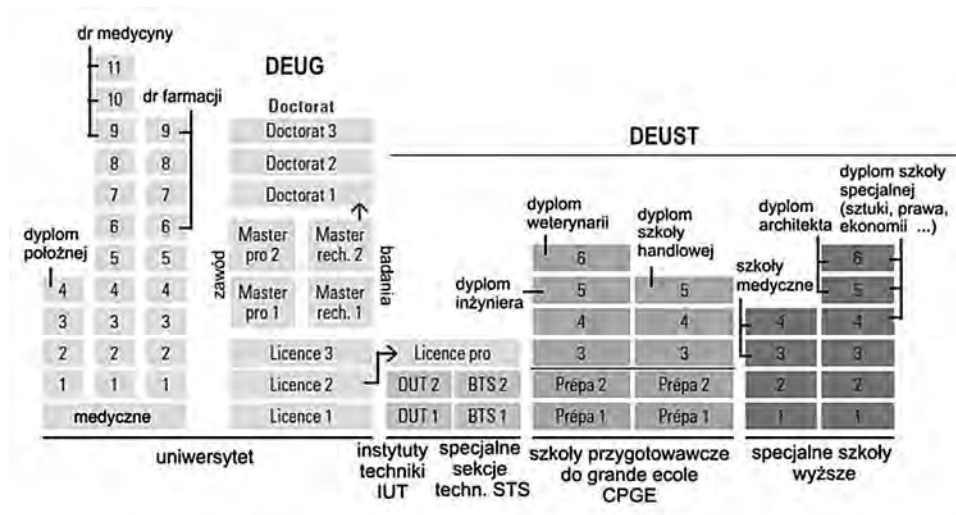 dr medycyny
11
10
9
8
7
6
5
4
3
2
1
dr farmacji
9
8
7
6
5
4
3
2
1
dyplom
położnej
4
3
2
1
medyczne
DEUG
Doctorat
Doctorat 3
Doctorat 2
Doctorat 1
zawód
Master
pro 2
Master
rech. 2
Master
pro 1
Master
rech. 1
badania
Licence 3
Licence 2
Licence 1
uniwersytet
DEUST
Licence pro
DUT 2
BTS 2
DUT 1
BTS 1
instytuty
techniki
IUT
specjalne
sekcje
techn. STS
dyplom
weterynarii
dyplom
inżyniera
6
5
4
3
Prépa 2
Prépa 1
dyplom
szkoły
handlowej
5
4
3
Prépa 2
Prépa 1
szkoły przygotowawcze
do grande ecole
CPGE
szkoły
medyczne
4
3
2
1
dyplom
architekta
dyplom szkoły
specjalnej
(sztuki, prawa,
ekonomii ...)
6
5
4
3
2
1
specjalne szkoły
wyższe